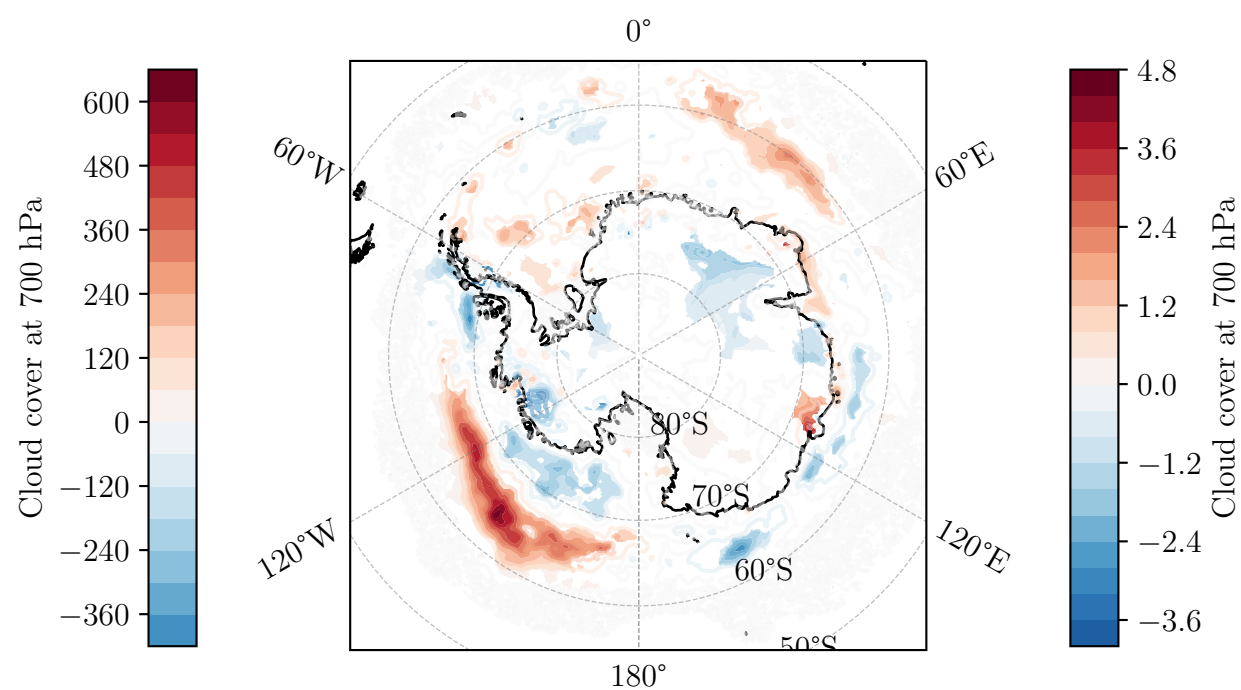 0°
60°W
60°E
120°W
120°E
180°
80°S
70°S
60°S
50°S
600
480
360
240
120
0
−120
−240
−360
Cloud cover at 700 hPa
4.8
3.6
2.4
1.2
0.0
−1.2
−2.4
−3.6
Cloud cover at 700 hPa